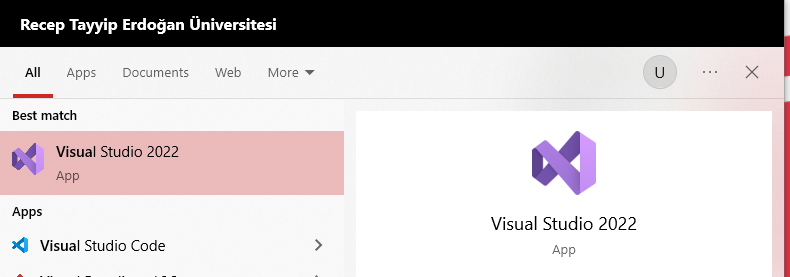 Recep Tayyip Erdoğan Üniversitesi
All Apps Documents Web More U
Best match
Visual Studio 2022
App
Visual Studio 2022
App
Apps
Visual Studio Code